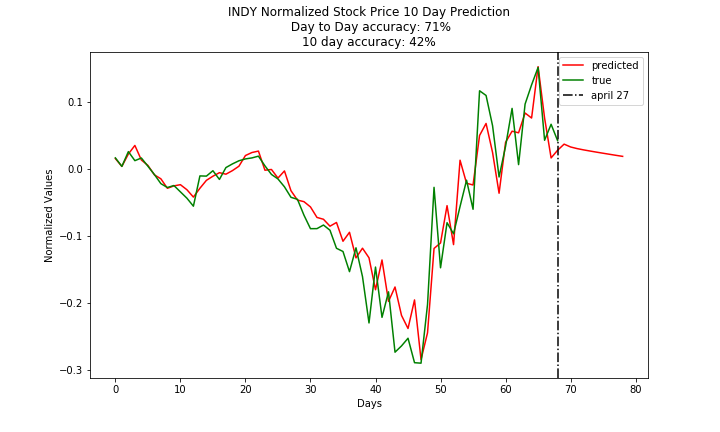 INDY Normalized Stock Price 10 Day Prediction
Day to Day accuracy: 71%
10 day accuracy: 42%
predicted
true
april 27
Normalized Values
0.1
0.0
−0.1
−0.2
−0.3
0 10 20 30 40 50 60 70 80
Days